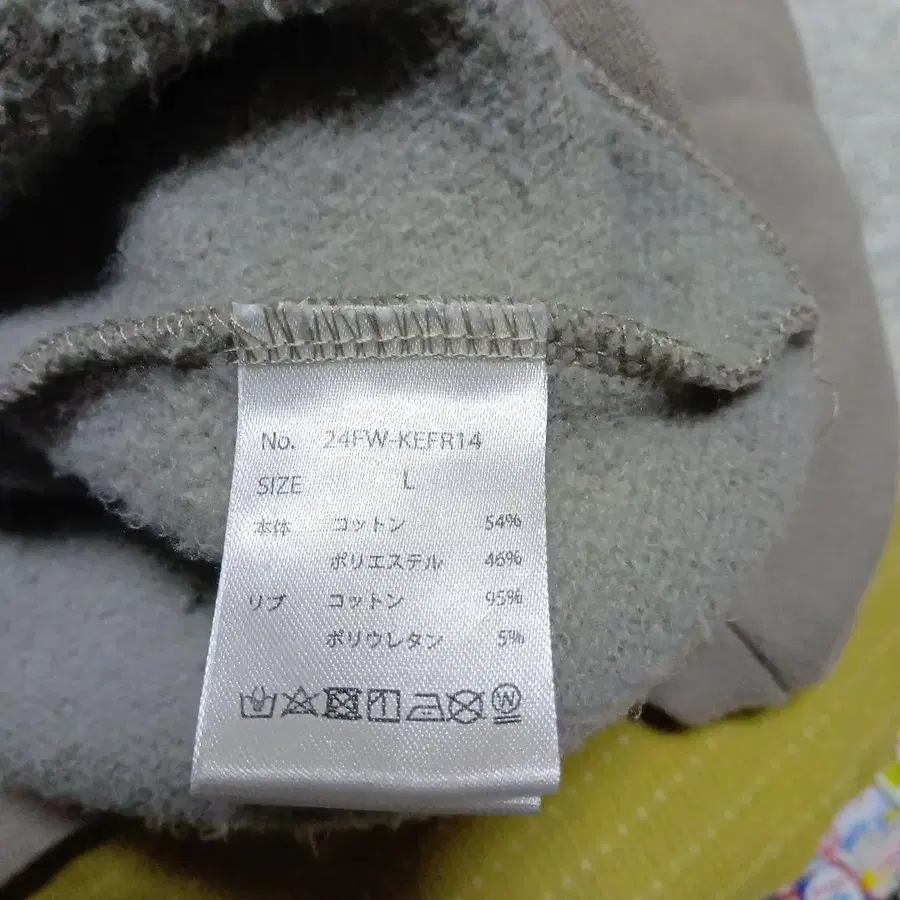 No. 24FW-KEFR14
SIZE L
本体 コットン 54%
ポリエステル 46%
リブ コットン 95%
ポリウレタン 5%
W